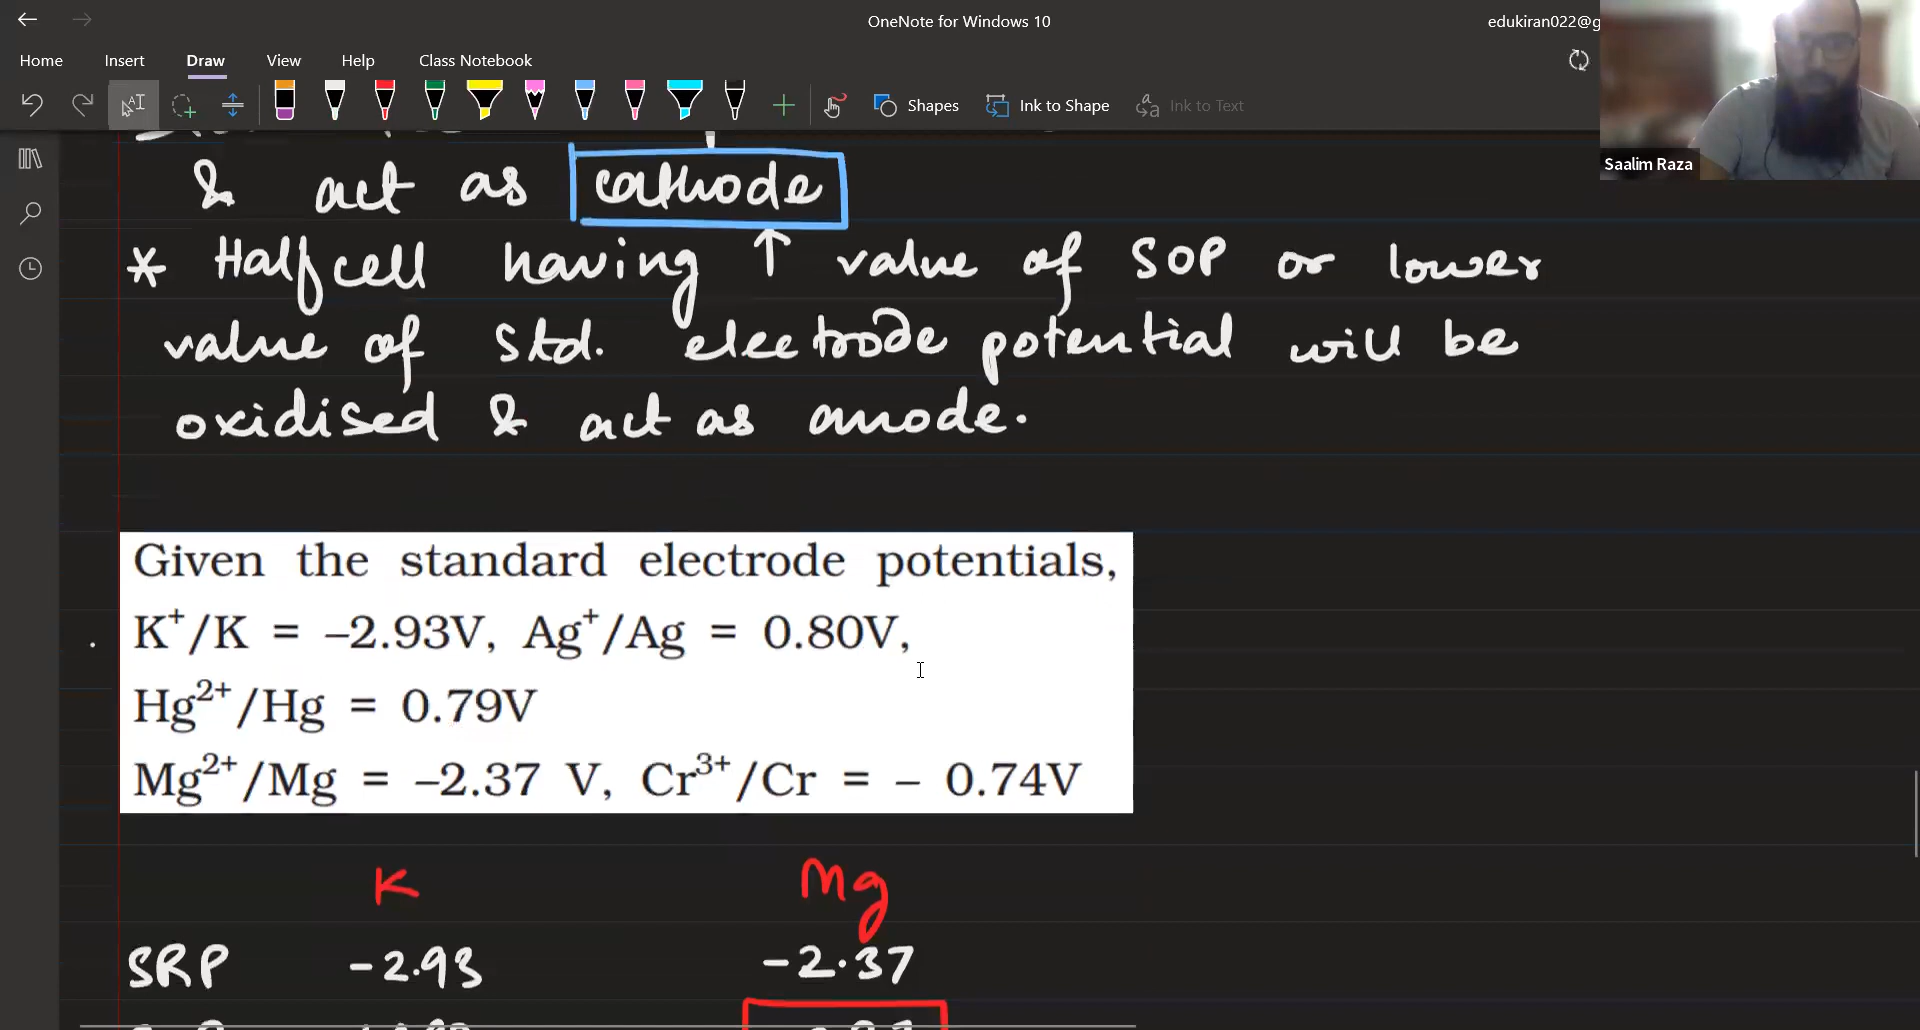 OneNote for Windows 10
edukiran022@g
Home Insert Draw View Help Class Notebook
Shapes Ink to Shape Ink to Text
Saalim Raza
& act as cathode
* Half cell having ↑ value of SOP or lower
value of std. electrode potential will be
oxidised & act as anode.
Given the standard electrode potentials,
K⁺/K = –2.93V, Ag⁺/Ag = 0.80V,
Hg²⁺/Hg = 0.79V
Mg²⁺/Mg = –2.37 V, Cr³⁺/Cr = – 0.74V
K Mg
SRP -2.93 -2.37